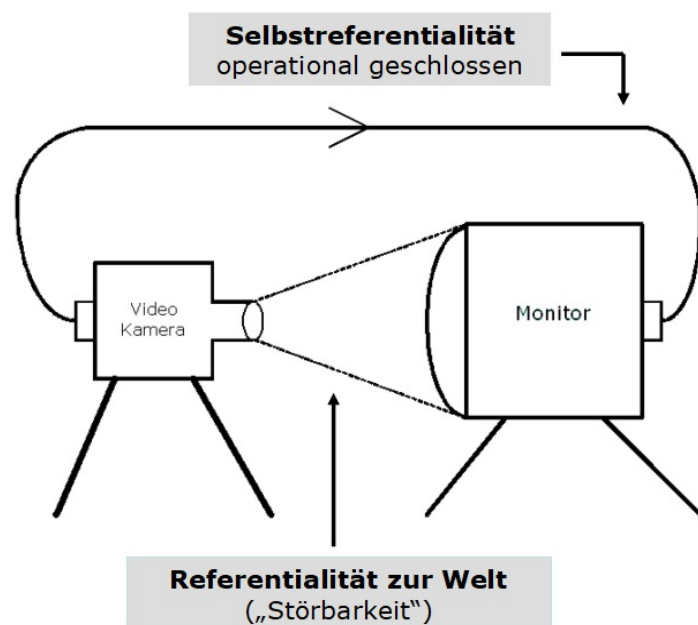 Selbstreferentialität
operational geschlossen
Video
Kamera
Monitor
Referentialität zur Welt
(„Störbarkeit“)